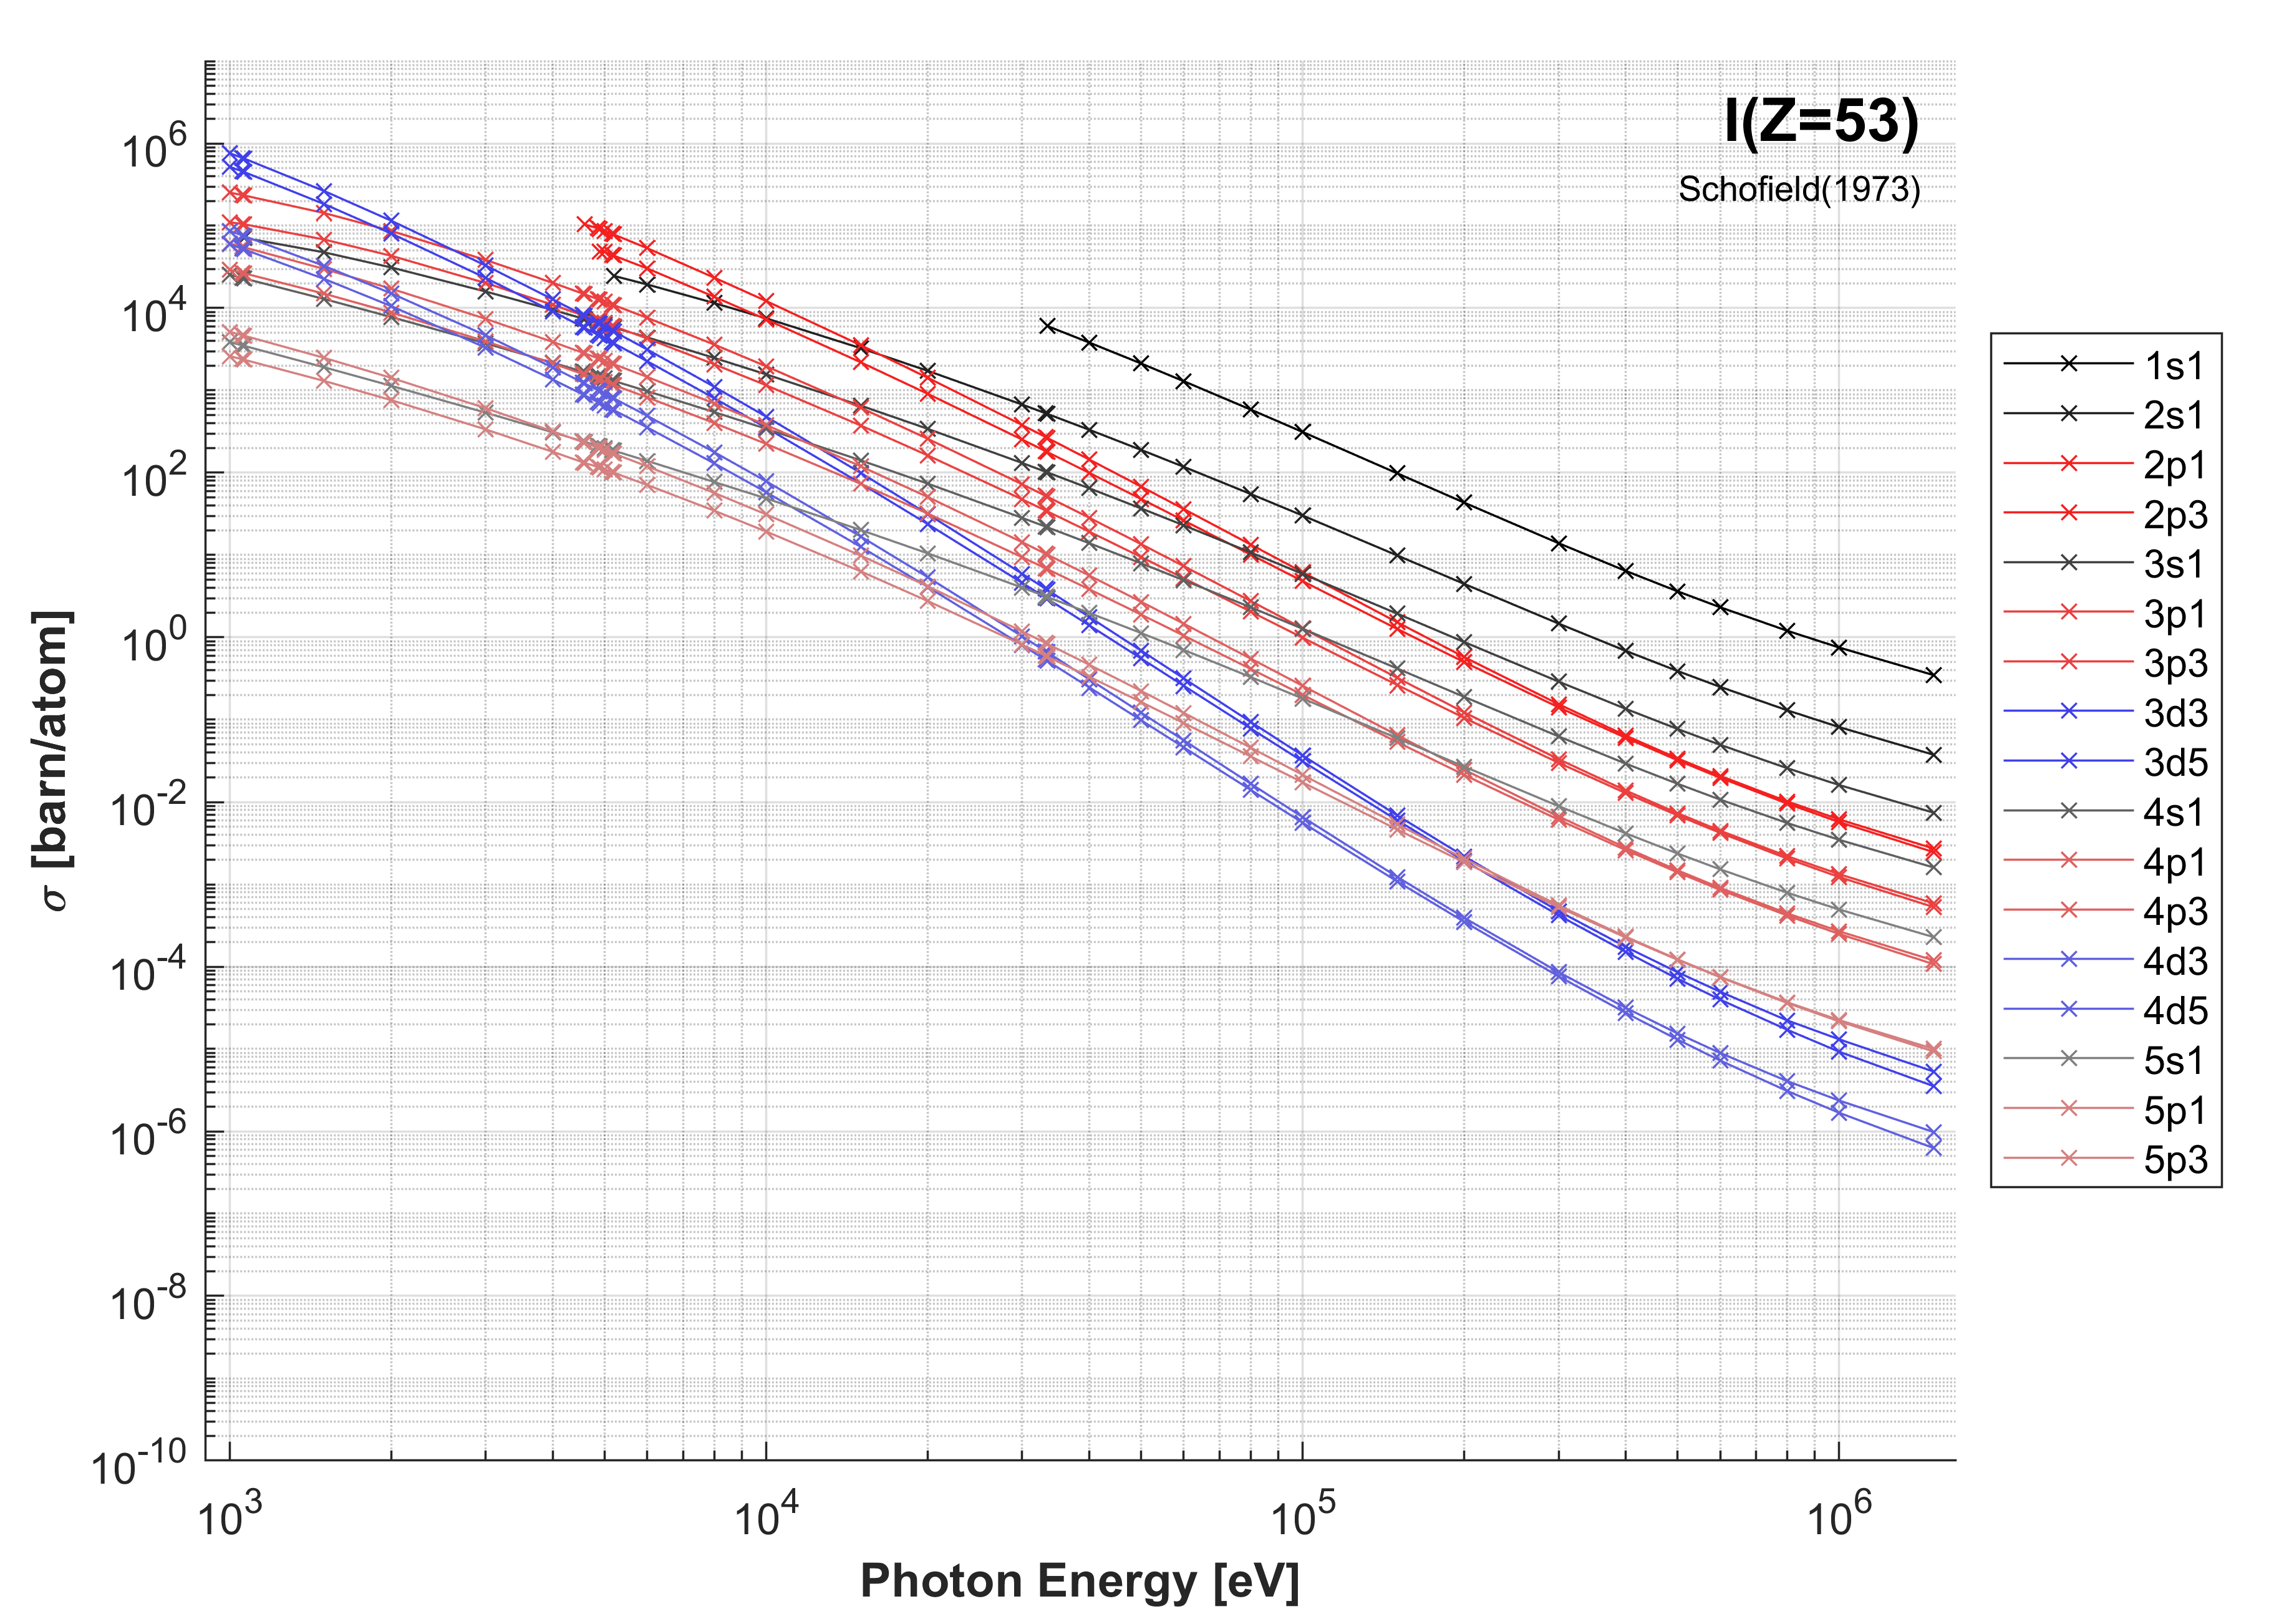 I(Z=53)
Schofield(1973)
10^6
10^4
10^2
10^0
10^-2
10^-4
10^-6
10^-8
10^-10
σ [barn/atom]
10^3 10^4 10^5 10^6
Photon Energy [eV]
1s1
2s1
2p1
2p3
3s1
3p1
3p3
3d3
3d5
4s1
4p1
4p3
4d3
4d5
5s1
5p1
5p3